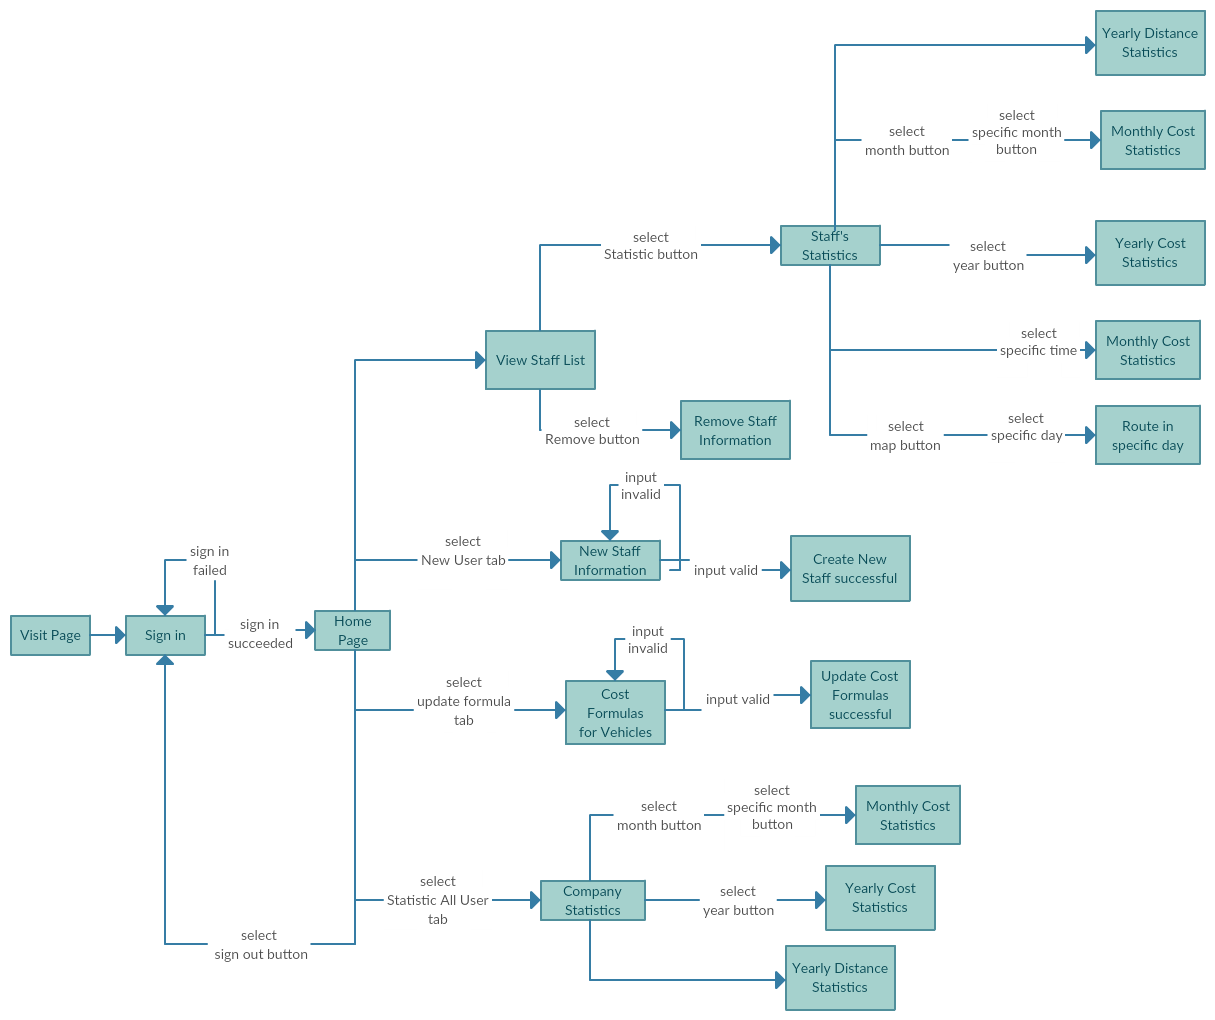 Yearly Distance
Statistics
select
month button
select
specific month
button
Monthly Cost
Statistics
select
Statistic button
Staff's
Statistics
select
year button
Yearly Cost
Statistics
View Staff List
select
specific time
Monthly Cost
Statistics
select
Remove button
Remove Staff
Information
select
map button
select
specific day
Route in
specific day
input
invalid
select
New User tab
New Staff
Information
input valid
Create New
Staff successful
sign in
failed
Visit Page
Sign in
sign in
succeeded
Home
Page
input
invalid
select
update formula
tab
Cost
Formulas
for Vehicles
input valid
Update Cost
Formulas
successful
select
month button
select
specific month
button
Monthly Cost
Statistics
select
Statistic All User
tab
Company
Statistics
select
year button
Yearly Cost
Statistics
select
sign out button
Yearly Distance
Statistics